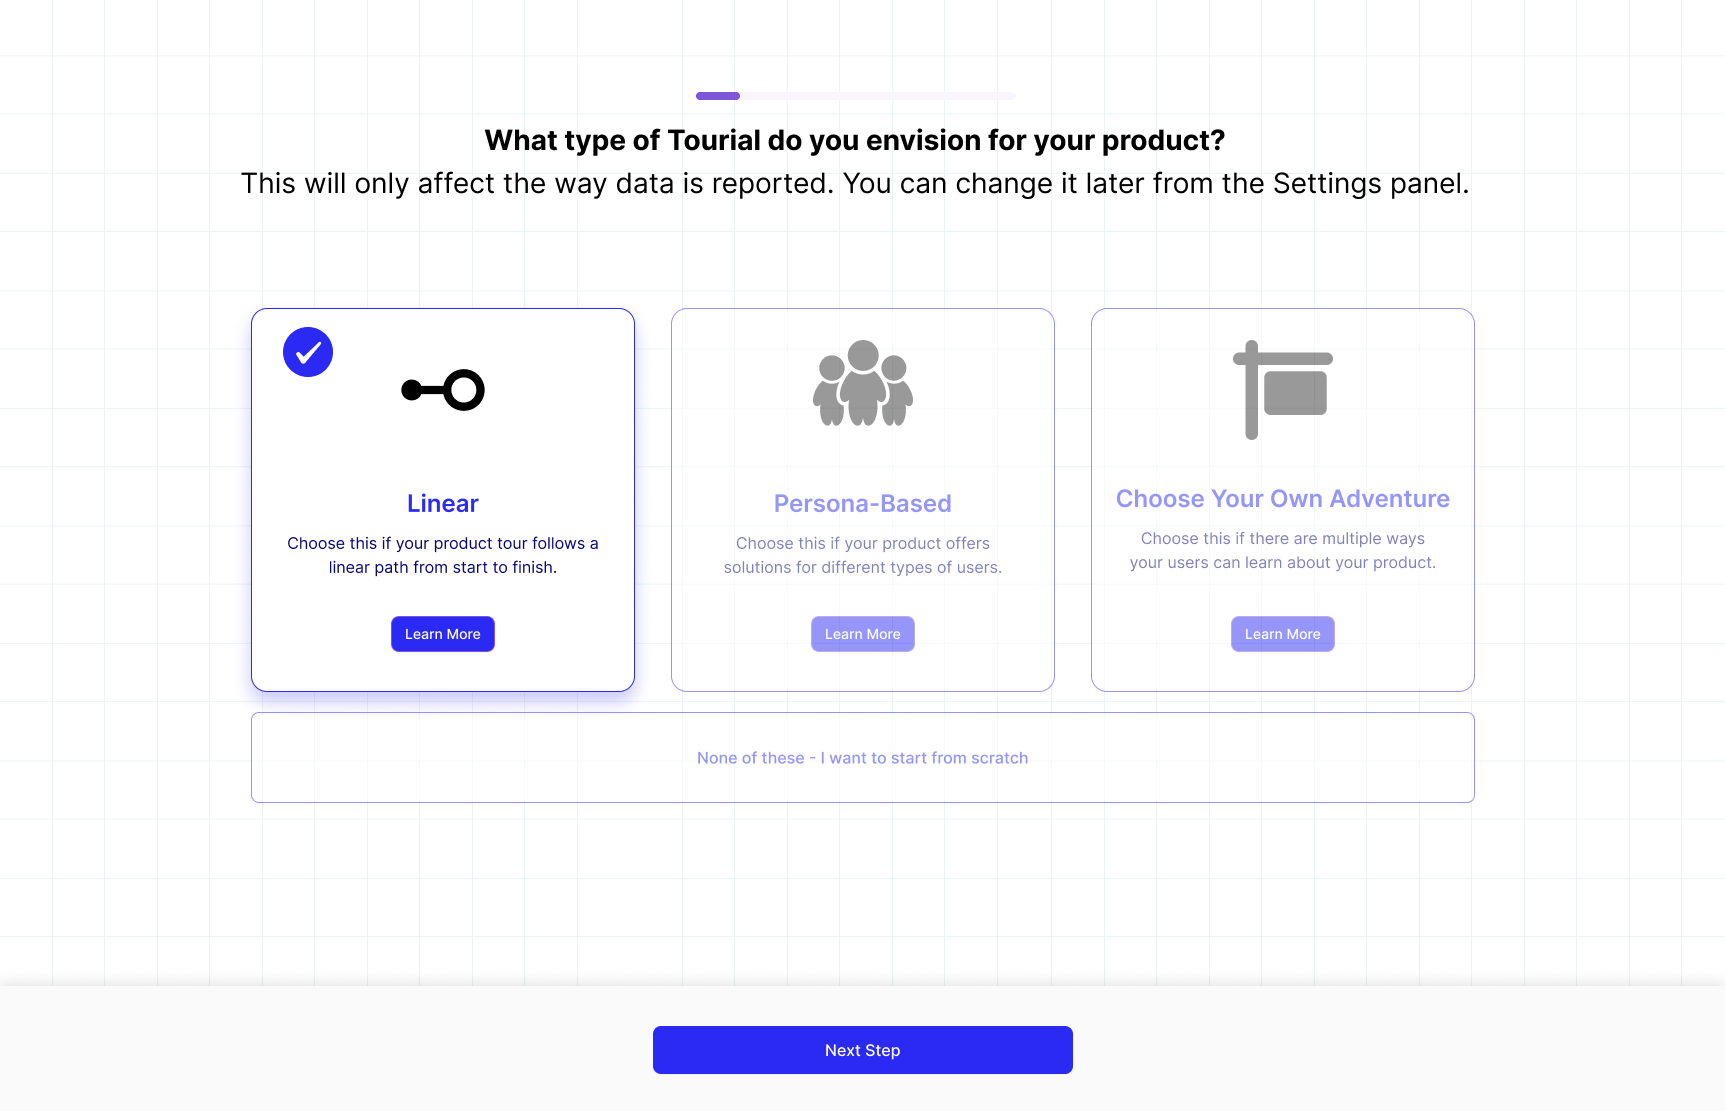 What type of Tourial do you envision for your product?
This will only affect the way data is reported. You can change it later from the Settings panel.
Linear
Choose this if your product tour follows a
linear path from start to finish.
Learn More
Persona-Based
Choose this if your product offers
solutions for different types of users.
Learn More
Choose Your Own Adventure
Choose this if there are multiple ways
your users can learn about your product.
Learn More
None of these - I want to start from scratch
Next Step